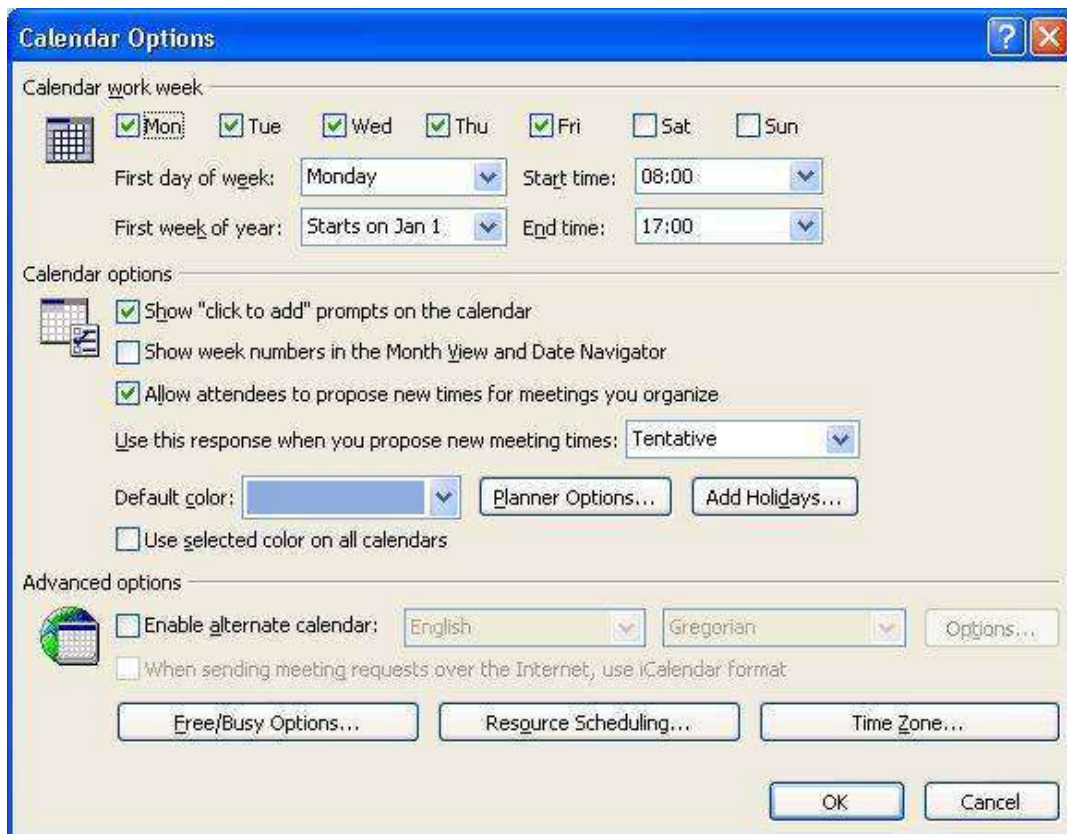 Calendar Options
Calendar work week
Mon Tue Wed Thu Fri Sat Sun
First day of week: Monday Start time: 08:00
First week of year: Starts on Jan 1 End time: 17:00
Calendar options
Show "click to add" prompts on the calendar
Show week numbers in the Month View and Date Navigator
Allow attendees to propose new times for meetings you organize
Use this response when you propose new meeting times: Tentative
Default color: Planner Options... Add Holidays...
Use selected color on all calendars
Advanced options
Enable alternate calendar: English Gregorian Options...
When sending meeting requests over the Internet, use iCalendar format
Free/Busy Options... Resource Scheduling... Time Zone...
OK Cancel